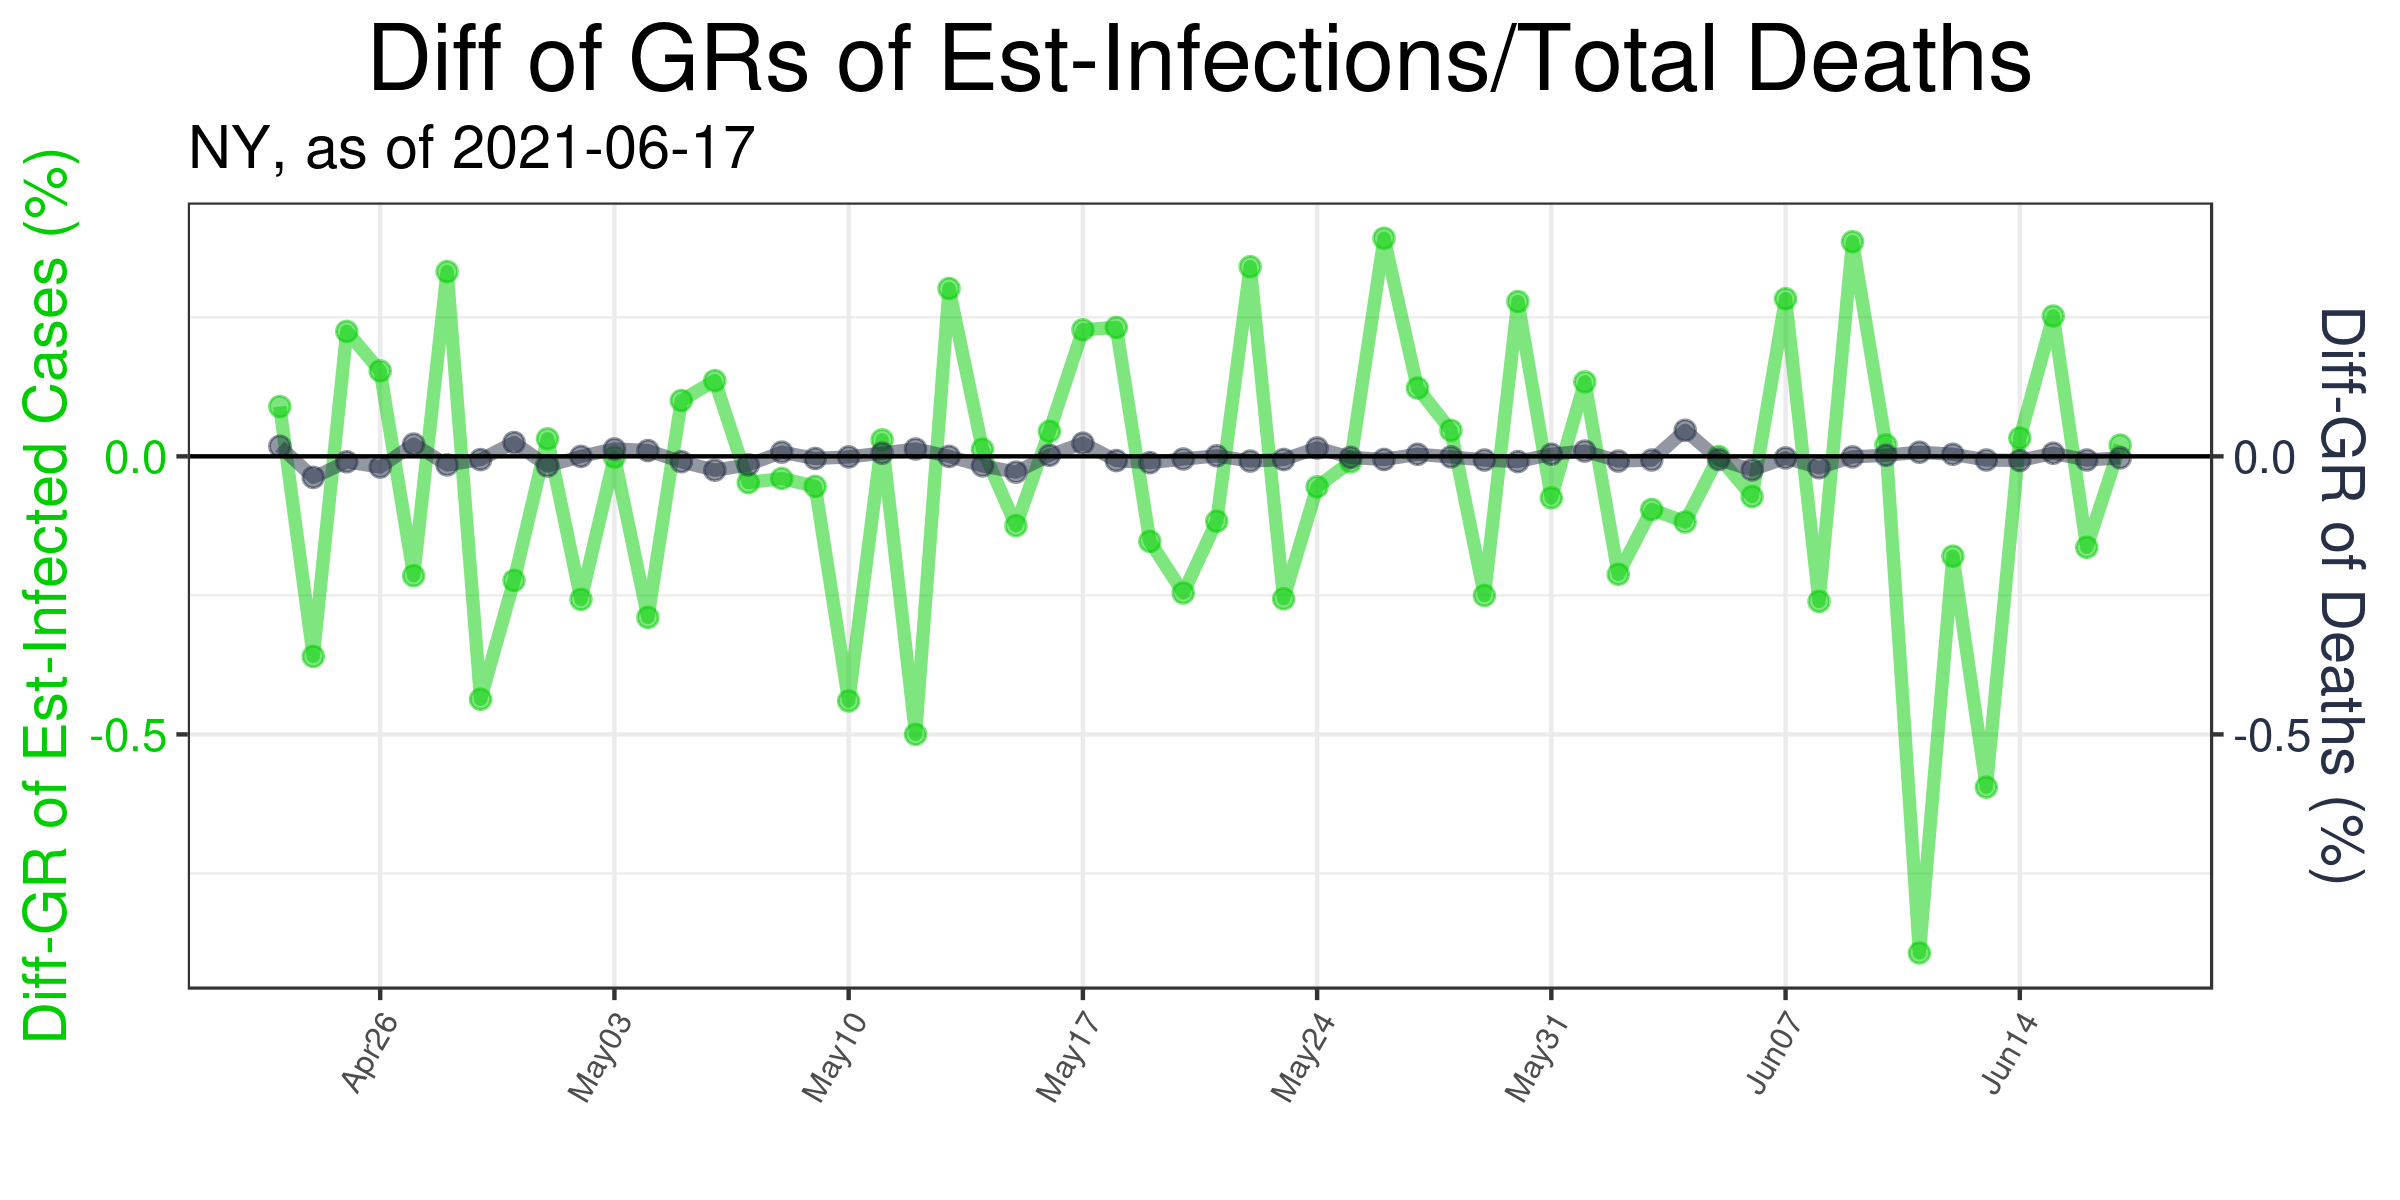 Diff of GRs of Est-Infections/Total Deaths
NY, as of 2021-06-17
Diff-GR of Est-Infected Cases (%)
0.0
-0.5
0.0
-0.5
Diff-GR of Deaths (%)
Apr26
May03
May10
May17
May24
May31
Jun07
Jun14